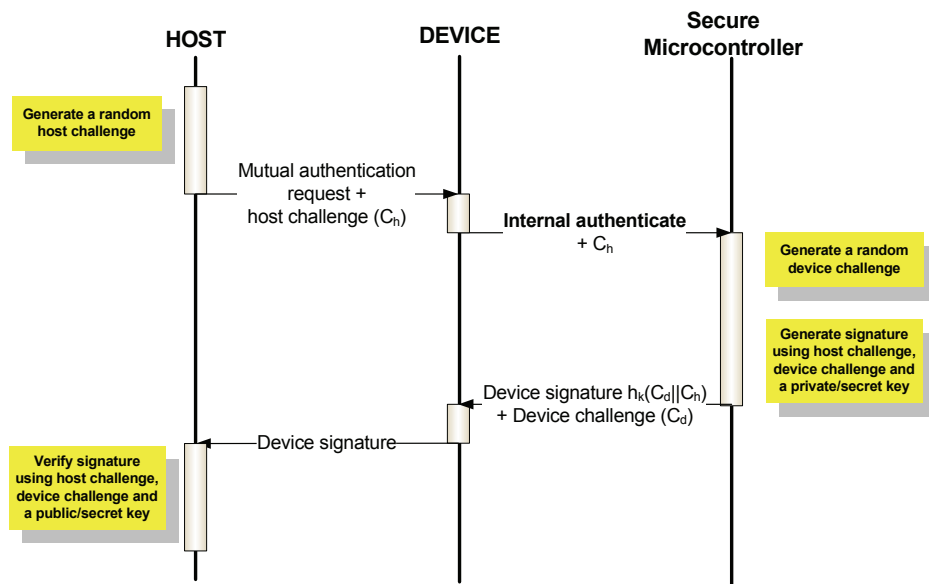 HOST
DEVICE
Secure
Microcontroller
Generate a random
host challenge
Mutual authentication
request +
host challenge (Cₕ)
Internal authenticate
+ Cₕ
Generate a random
device challenge
Generate signature
using host challenge,
device challenge and
a private/secret key
Device signature hₖ(C_d||Cₕ)
+ Device challenge (C_d)
Device signature
Verify signature
using host challenge,
device challenge and
a public/secret key